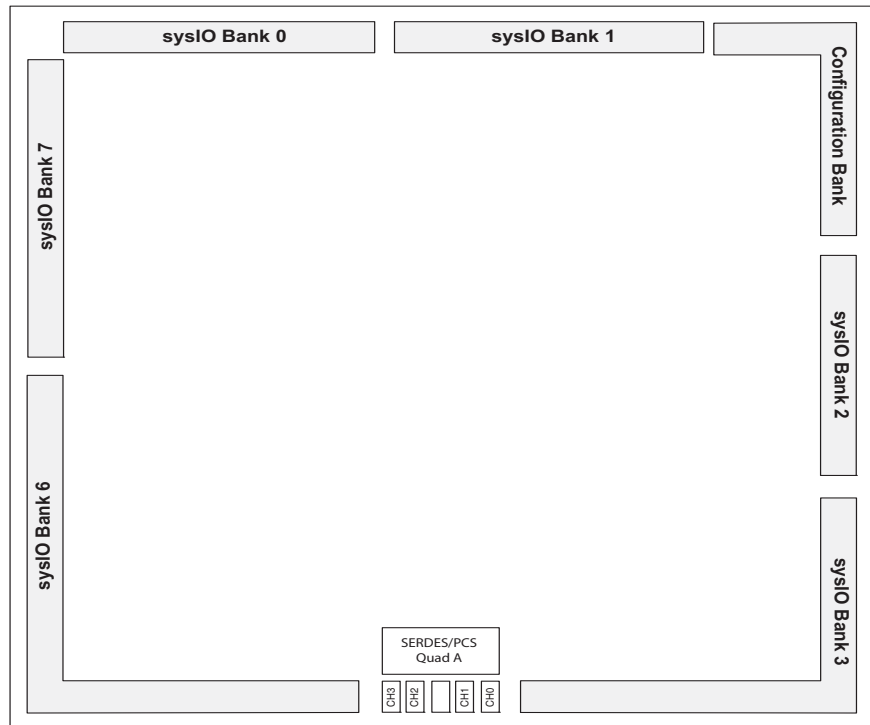 sysIO Bank 0
sysIO Bank 1
Configuration Bank
sysIO Bank 7
sysIO Bank 2
sysIO Bank 6
sysIO Bank 3
SERDES/PCS
Quad A
CH3
CH2
CH1
CH0